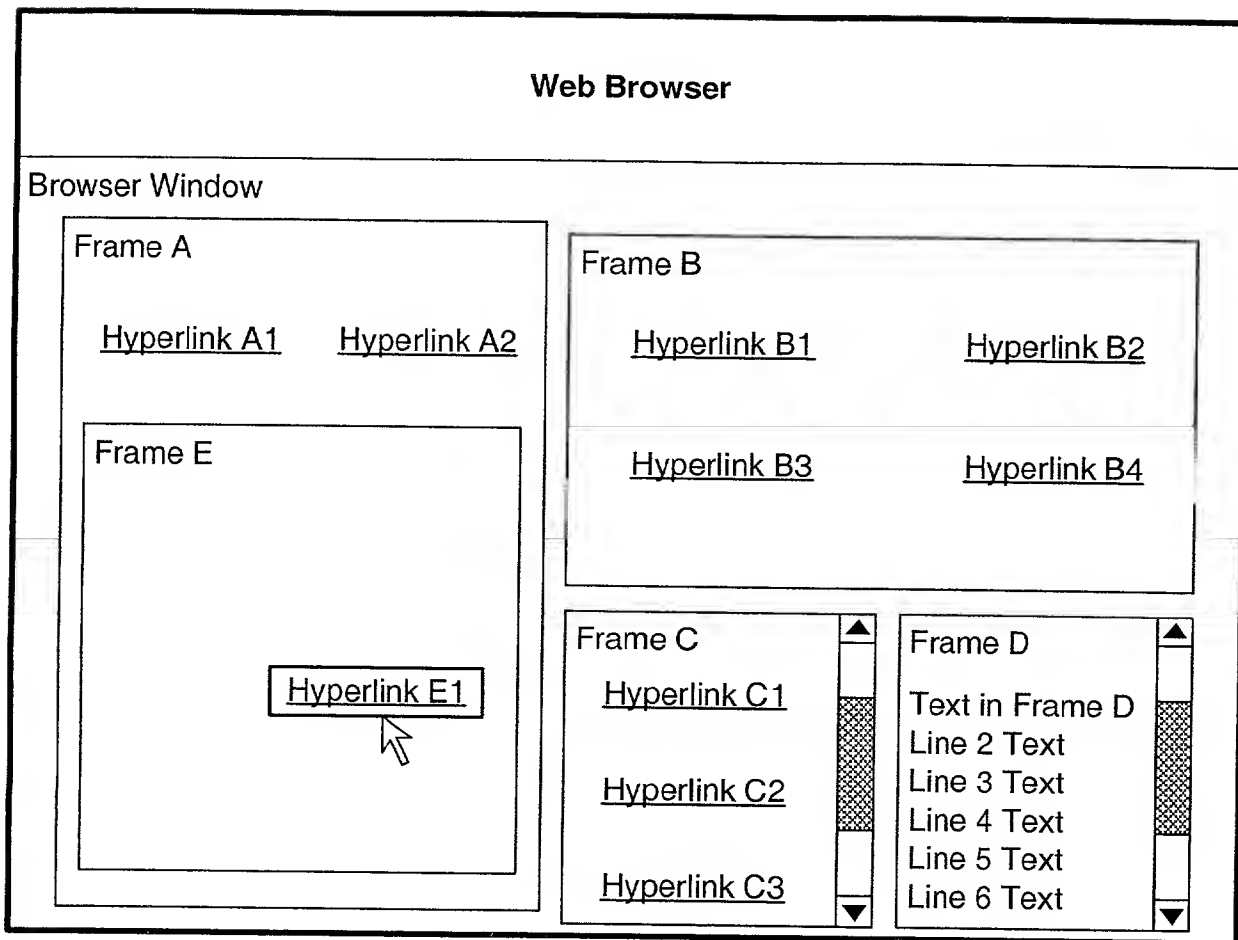 Web Browser
Browser Window
Frame A
Hyperlink A1 Hyperlink A2
Frame E
Hyperlink E1
Frame B
Hyperlink B1 Hyperlink B2
Hyperlink B3 Hyperlink B4
Frame C
Hyperlink C1
Hyperlink C2
Hyperlink C3
Frame D
Text in Frame D
Line 2 Text
Line 3 Text
Line 4 Text
Line 5 Text
Line 6 Text